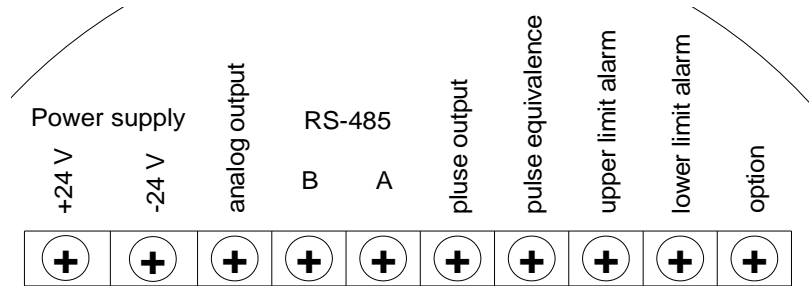 Power supply
+24 V
-24 V
analog output
RS-485
B
A
pluse output
pulse equivalence
upper limit alarm
lower limit alarm
option